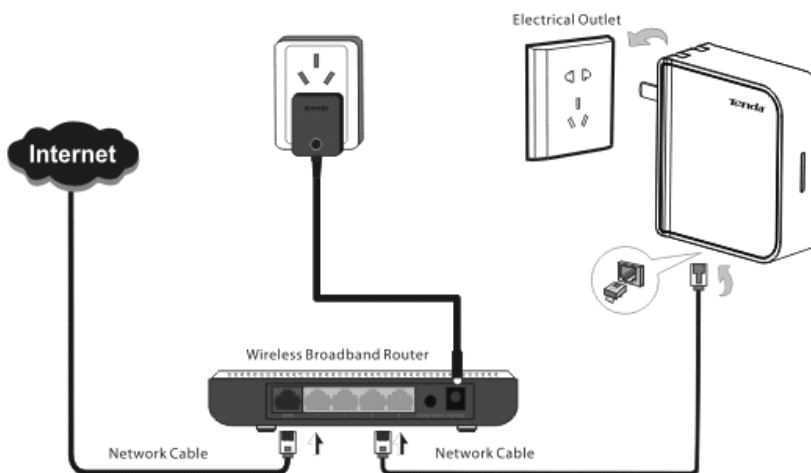 Electrical Outlet
Tenda
Tenda
Internet
Wireless Broadband Router
Network Cable
Network Cable